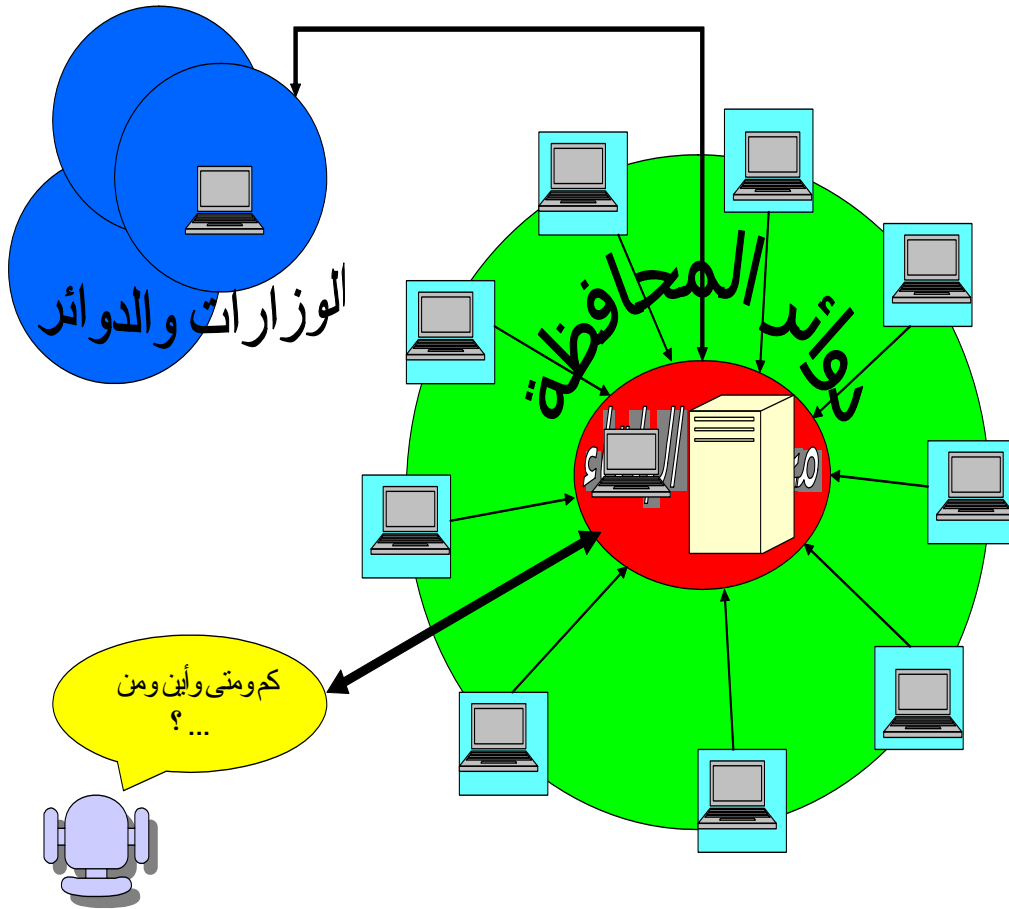 الوزارات والدوائر
دوائر المحافظة
كم ومتى وأين ومن
... ؟